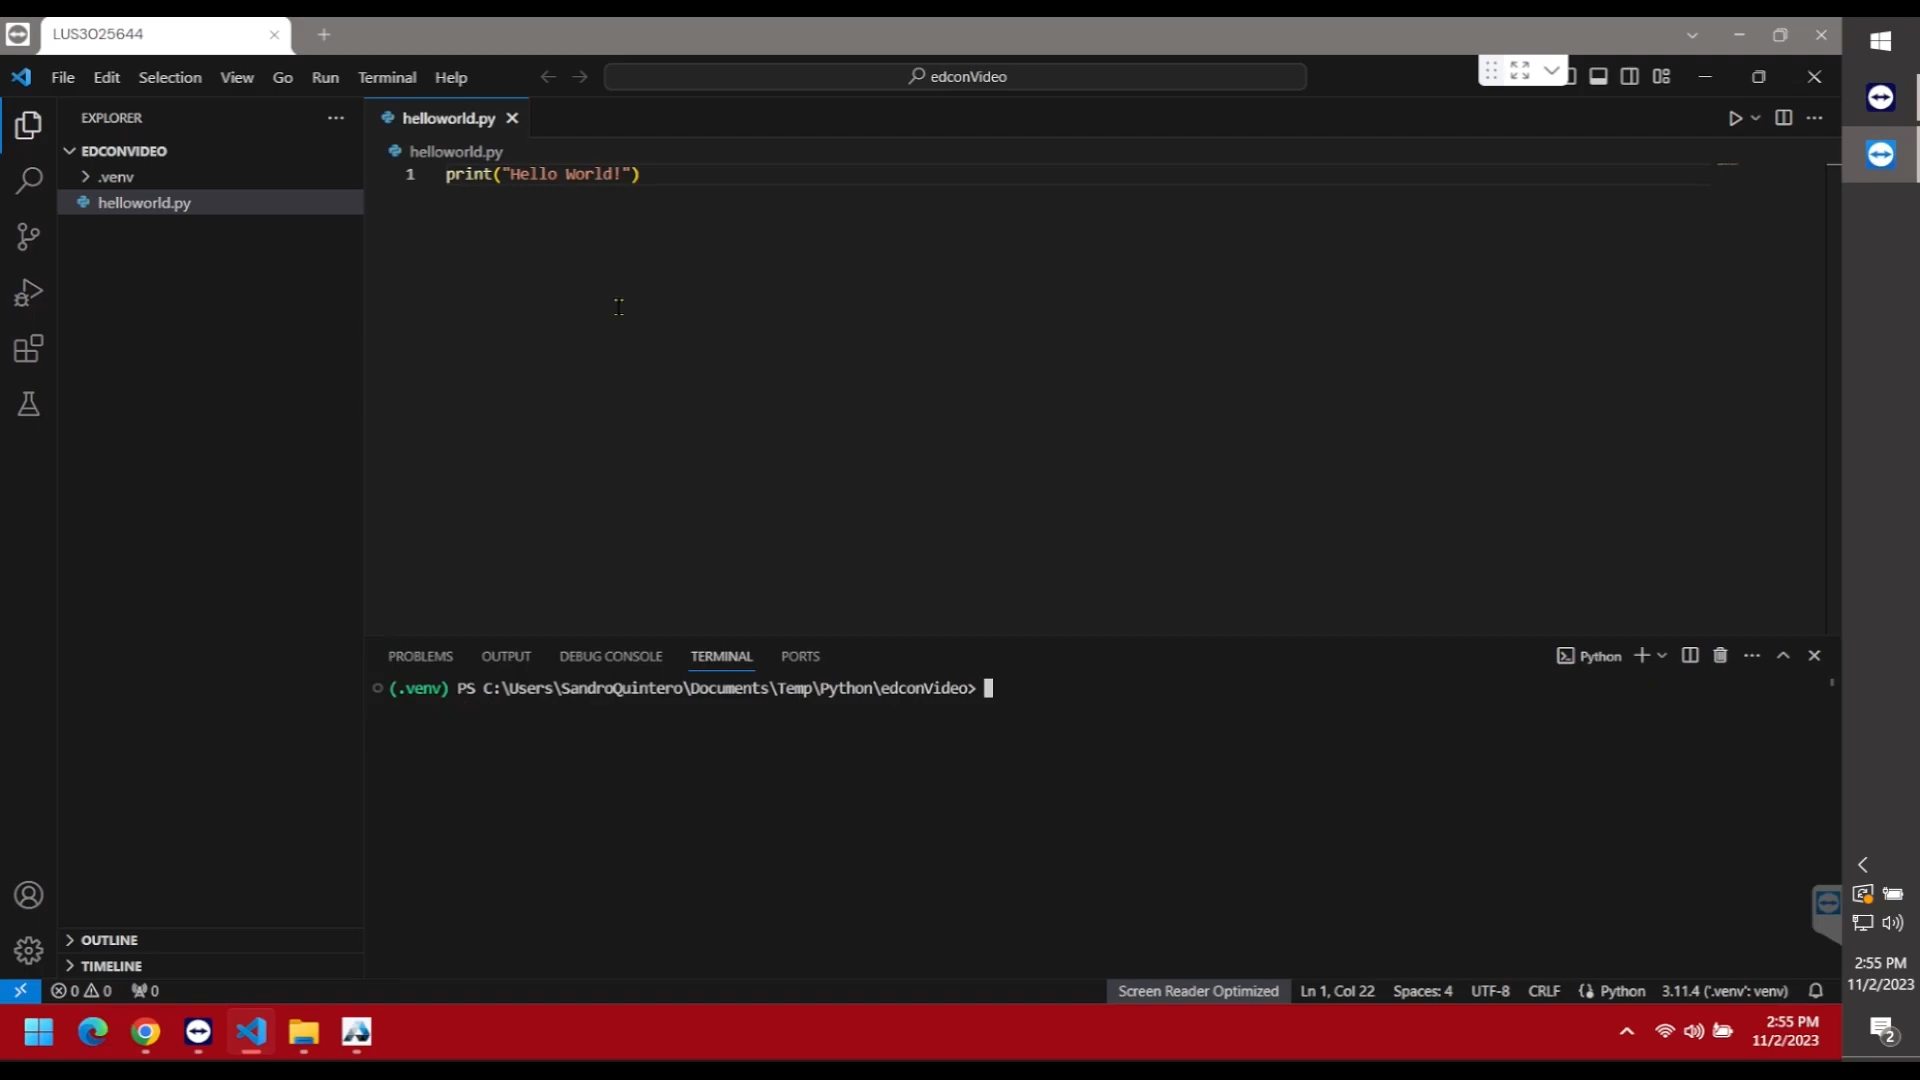 LUS3025644
File Edit Selection View Go Run Terminal Help
edconVideo
EXPLORER
EDCONVIDEO
.venv
helloworld.py
helloworld.py
helloworld.py
1 print("Hello World!")
PROBLEMS OUTPUT DEBUG CONSOLE TERMINAL PORTS
Python
(.venv) PS C:\Users\SandroQuintero\Documents\Temp\Python\edconVideo>
OUTLINE
TIMELINE
0 0 0
Screen Reader Optimized Ln 1, Col 22 Spaces: 4 UTF-8 CRLF Python 3.11.4 ('.venv': venv)
2:55 PM
11/2/2023
2:55 PM
11/2/2023
2